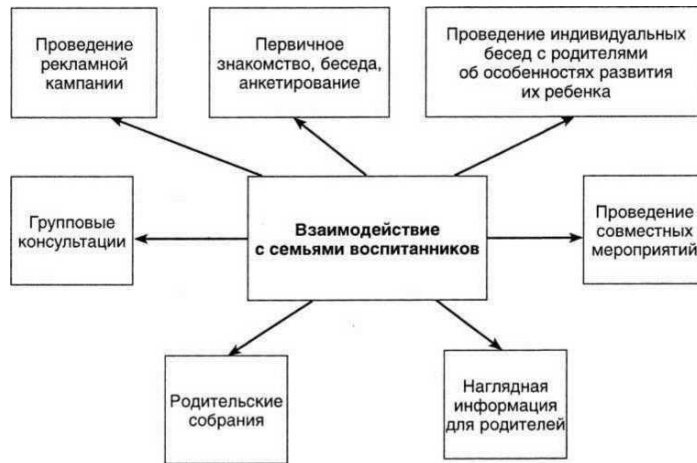 Проведение
рекламной
кампании
Первичное
знакомство, беседа,
анкетирование
Проведение индивидуальных
бесед с родителями
об особенностях развития
их ребенка
Групповые
консультации
Взаимодействие
с семьями воспитанников
Проведение
совместных
мероприятий
Родительские
собрания
Наглядная
информация
для родителей